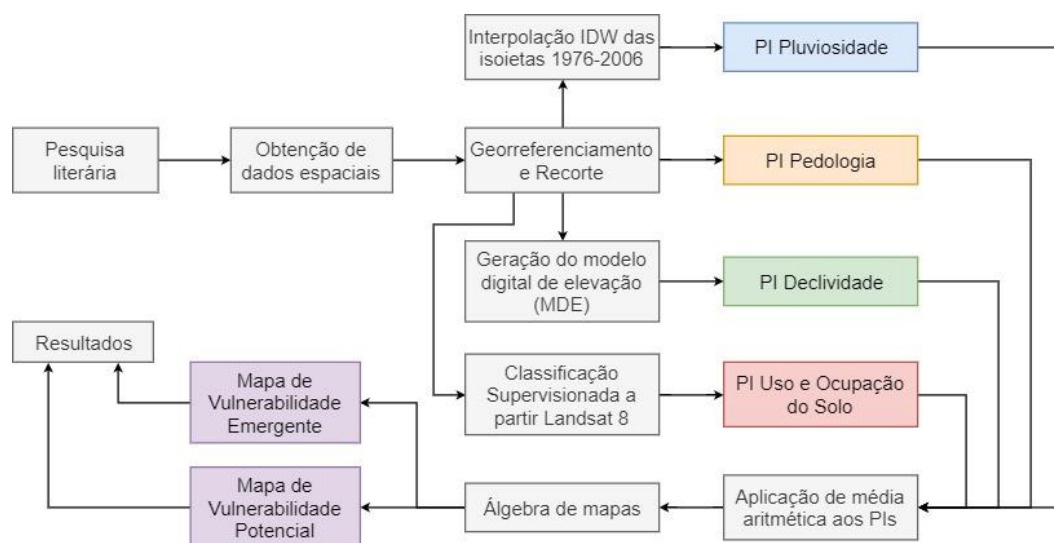 Interpolação IDW das
isoietas 1976-2006
PI Pluviosidade
Pesquisa
literária
Obtenção de
dados espaciais
Georreferenciamento
e Recorte
PI Pedologia
Geração do modelo
digital de elevação
(MDE)
PI Declividade
Resultados
Mapa de
Vulnerabilidade
Emergente
Classificação
Supervisionada a
partir Landsat 8
PI Uso e Ocupação
do Solo
Mapa de
Vulnerabilidade
Potencial
Álgebra de mapas
Aplicação de média
aritmética aos PIs